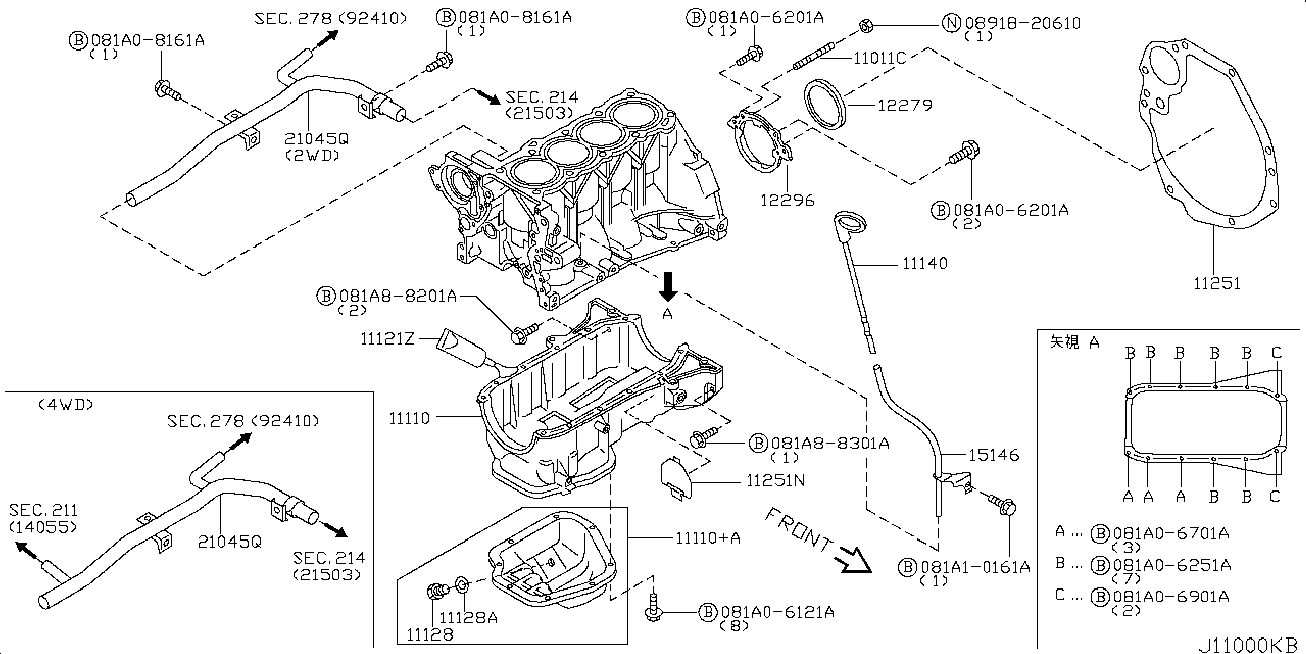 SEC. 278 (92410)
Ⓑ081A0-8161A
(1)
Ⓑ081A0-8161A
(1)
SEC. 214
(21503)
21045Q
(2WD)
Ⓑ081A0-6201A
(1)
Ⓝ08918-20610
(1)
11011C
12279
12296
Ⓑ081A0-6201A
(2)
11251
11140
A
Ⓑ081A8-8201A
(2)
11121Z
11110
Ⓑ081A8-8301A
(1)
11251N
15146
Ⓑ081A1-0161A
(1)
FRONT
(4WD)
SEC. 278 (92410)
SEC. 211
(14055)
21045Q
SEC. 214
(21503)
11110+A
11128A
11128
Ⓑ081A0-6121A
(8)
矢視 A
B B B B B C
A A A B B C
A ... Ⓑ081A0-6701A
(3)
B ... Ⓑ081A0-6251A
(7)
C ... Ⓑ081A0-6901A
(2)
J11000KB